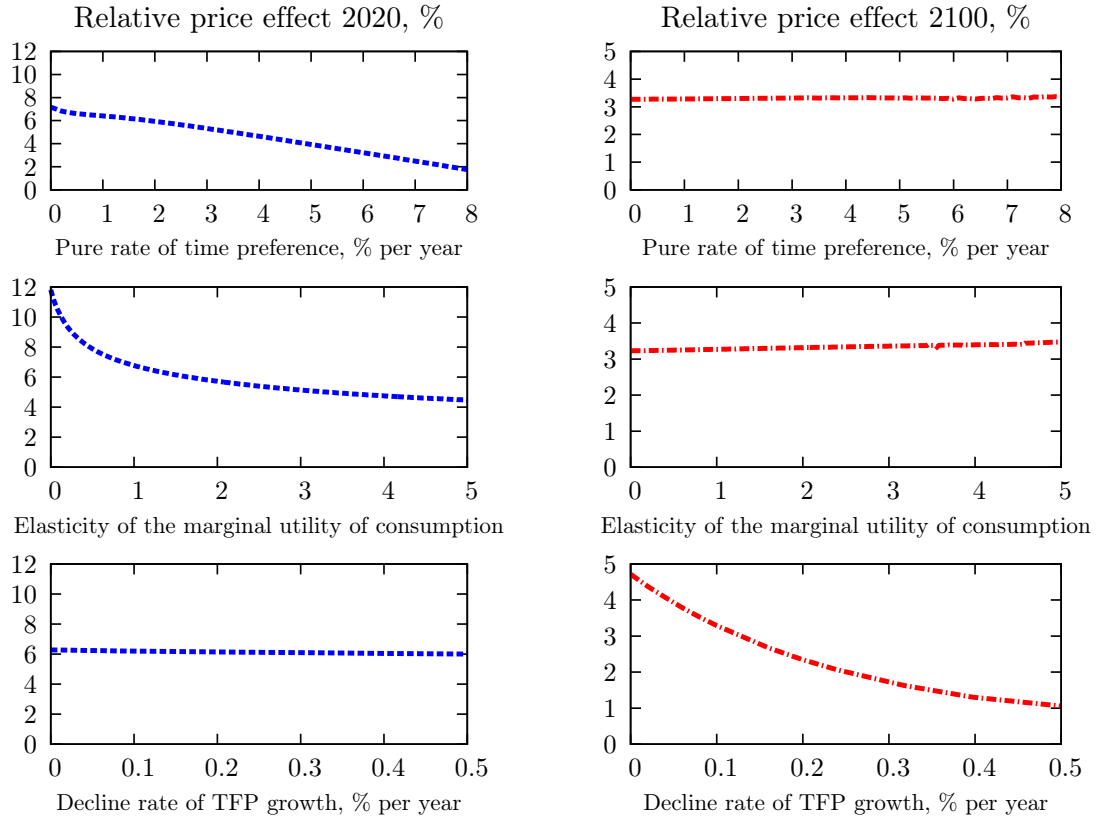 Relative price effect 2020, %
12
10
8
6
4
2
0
0 1 2 3 4 5 6 7 8
Pure rate of time preference, % per year
Relative price effect 2100, %
5
4
3
2
1
0
0 1 2 3 4 5 6 7 8
Pure rate of time preference, % per year
12
10
8
6
4
2
0
0 1 2 3 4 5
Elasticity of the marginal utility of consumption
5
4
3
2
1
0
0 1 2 3 4 5
Elasticity of the marginal utility of consumption
12
10
8
6
4
2
0
0 0.1 0.2 0.3 0.4 0.5
Decline rate of TFP growth, % per year
5
4
3
2
1
0
0 0.1 0.2 0.3 0.4 0.5
Decline rate of TFP growth, % per year